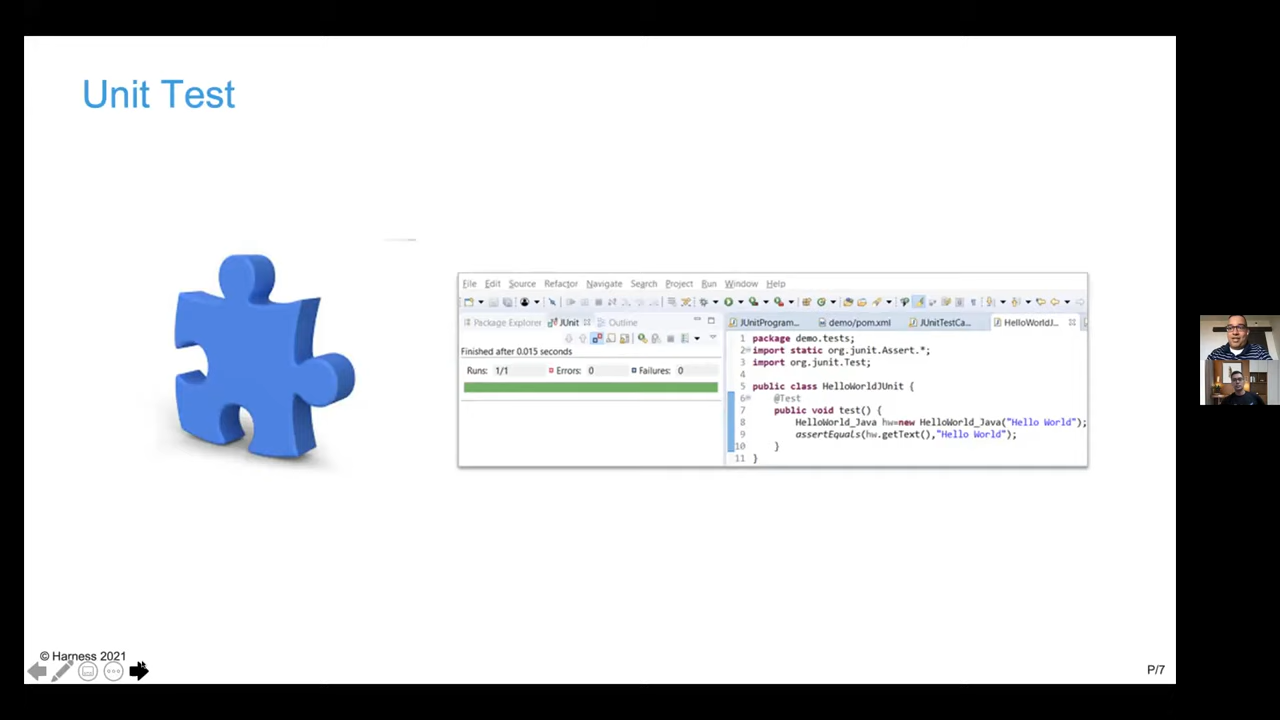 Unit Test
File Edit Source Refactor Navigate Search Project Run Window Help
Package Explorer JUnit Outline
Finished after 0.015 seconds
Runs: 1/1 Errors: 0 Failures: 0
JUnitProgram... demo/pom.xml JUnitTestCa... HelloWorldJ...
1 package demo.tests;
2 import static org.junit.Assert.*;
3 import org.junit.Test;
4
5 public class HelloWorldJUnit {
6 @Test
7 public void test() {
8 HelloWorld_Java hw=new HelloWorld_Java("Hello World");
9 assertEquals(hw.getText(),"Hello World");
10 }
11 }
© Harness 2021
P/7